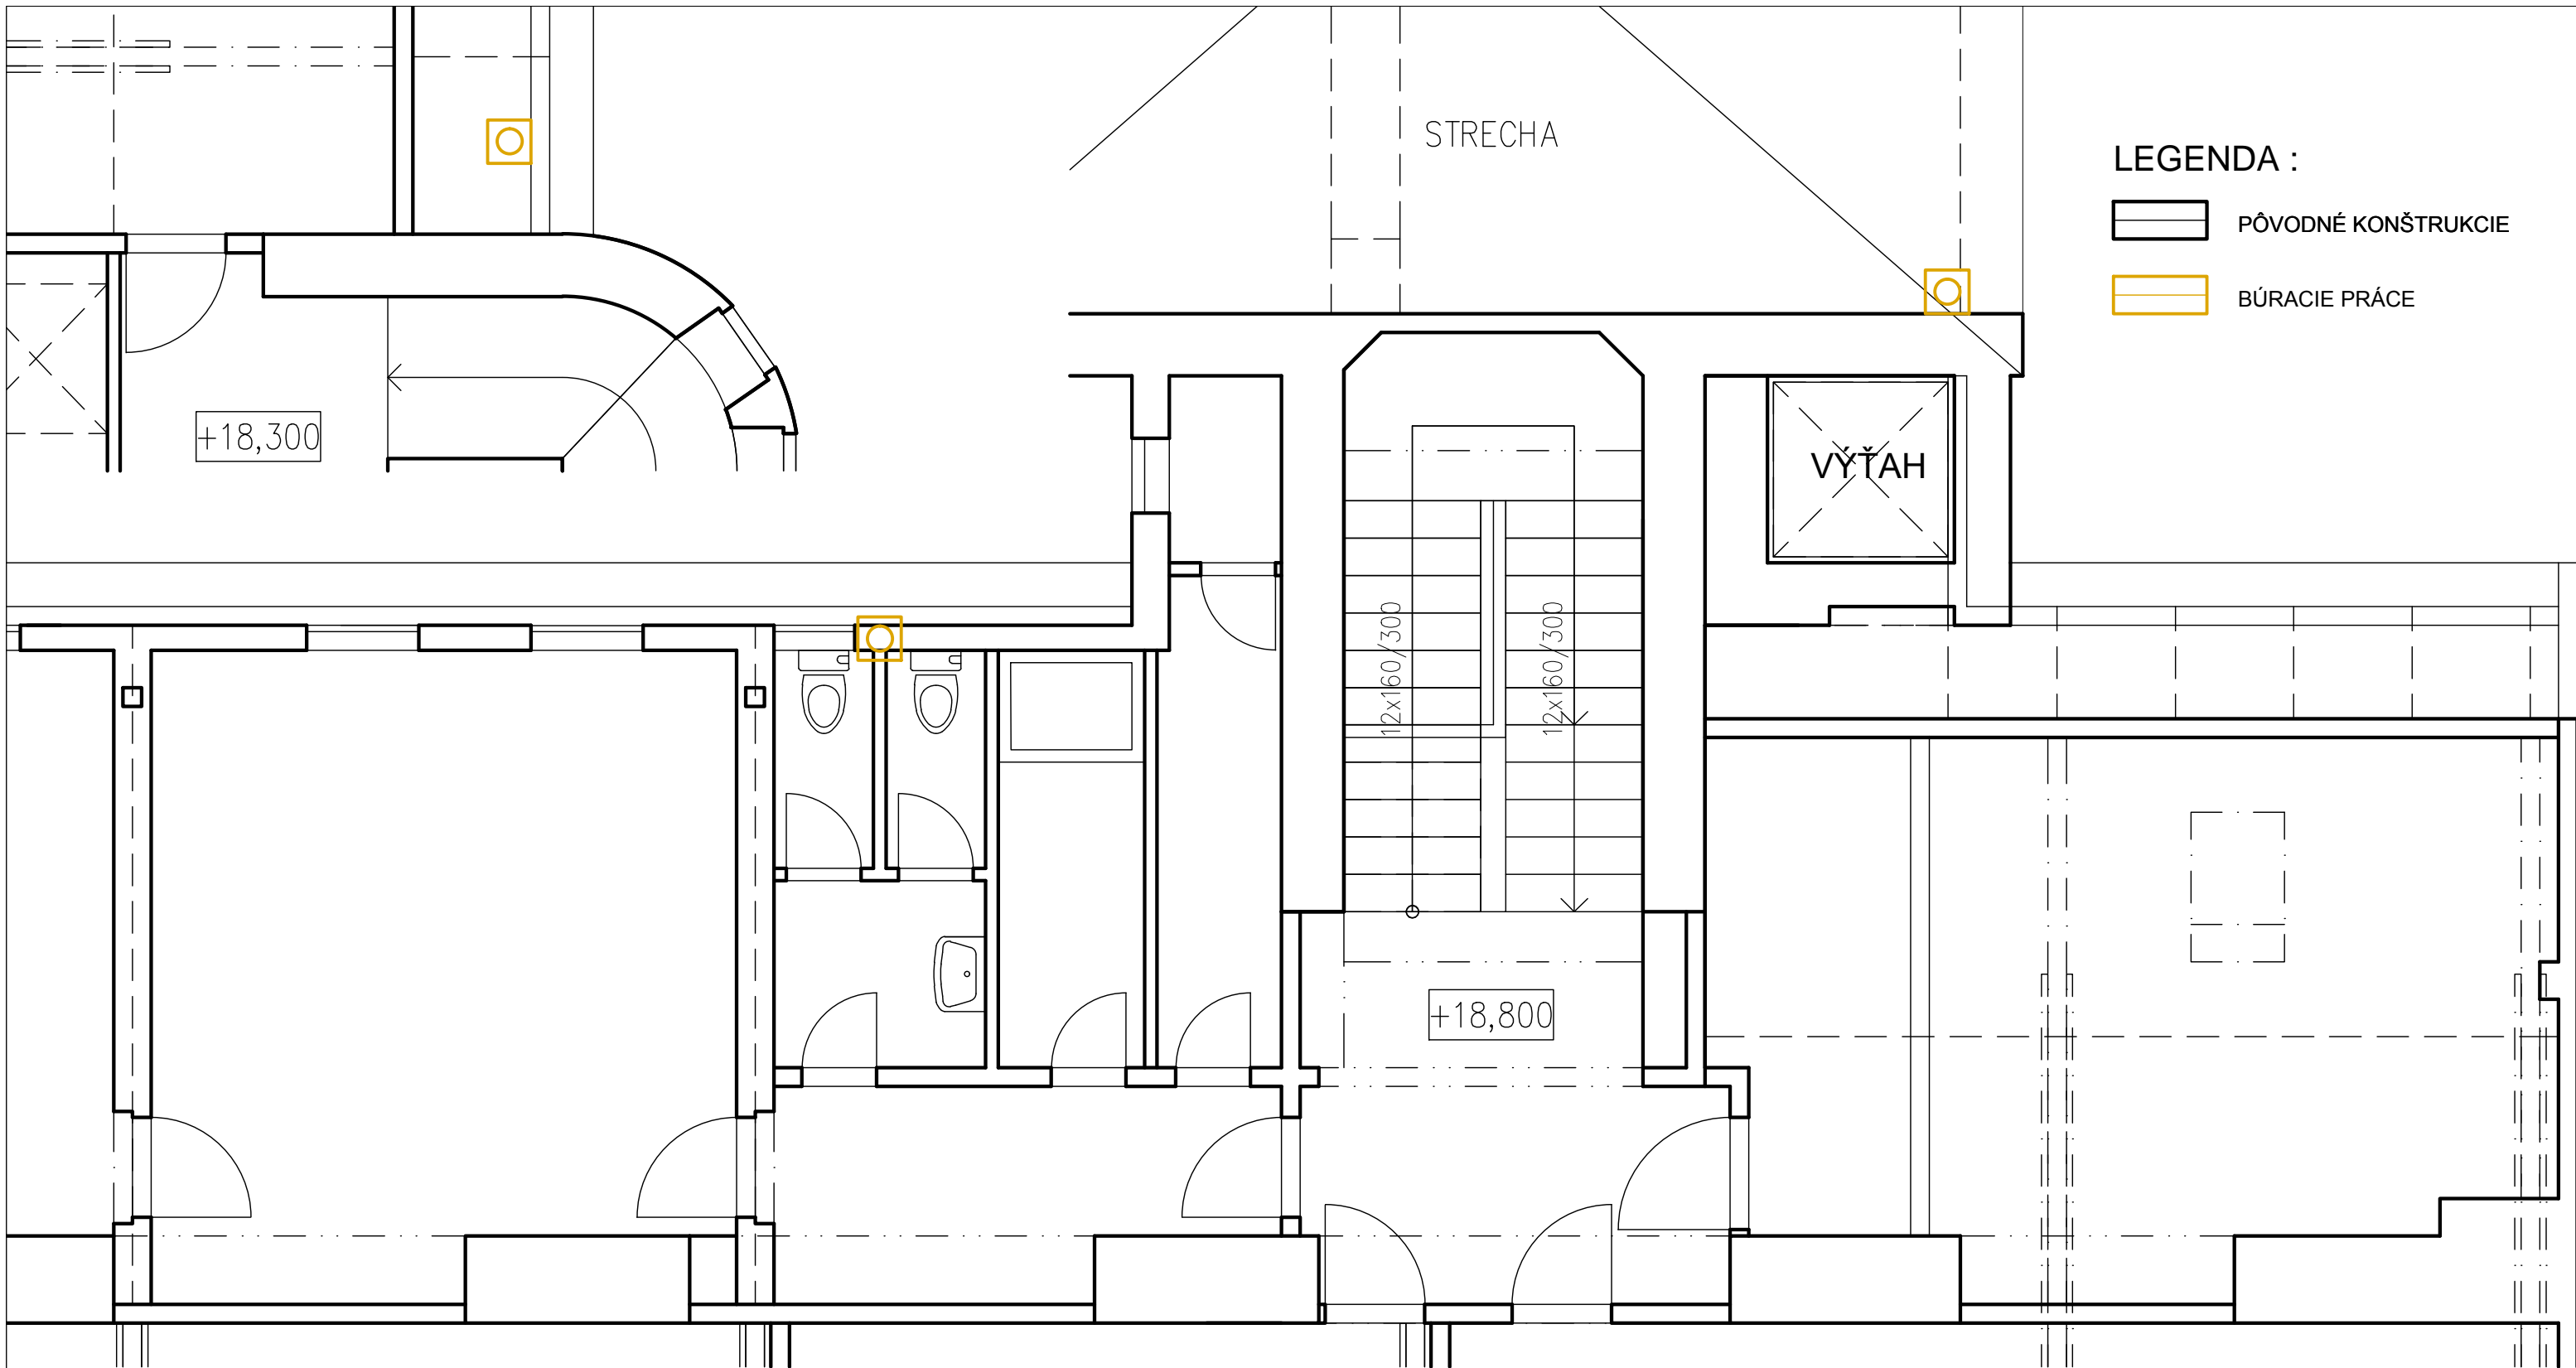 STRECHA
LEGENDA :
PÔVODNÉ KONŠTRUKCIE
BÚRACIE PRÁCE
+18,300
VÝŤAH
12x160/300
12x160/300
+18,800